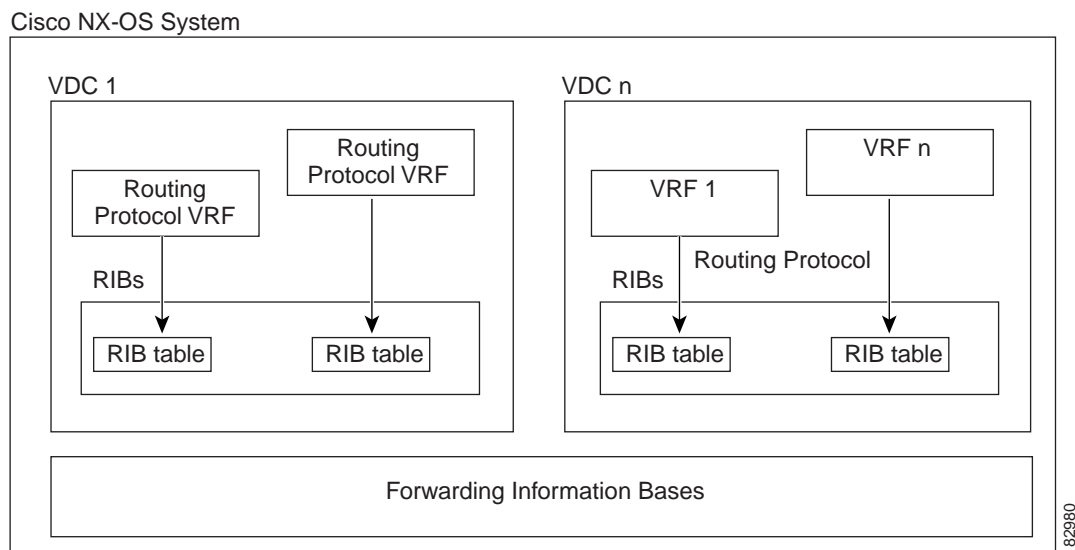 Cisco NX-OS System
VDC 1
Routing
Protocol VRF
Routing
Protocol VRF
RIBs
RIB table
RIB table
VDC n
VRF 1
VRF n
Routing Protocol
RIBs
RIB table
RIB table
Forwarding Information Bases
82980